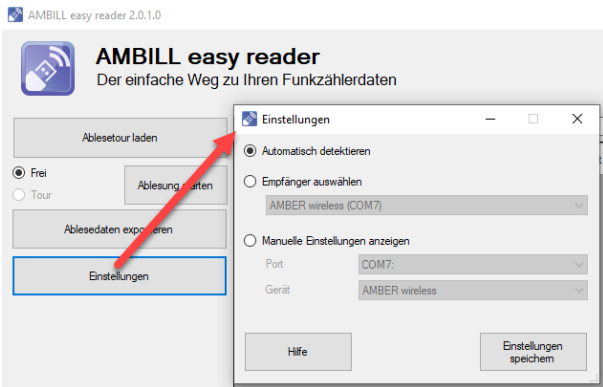 AMBILL easy reader 2.0.1.0
AMBILL easy reader
Der einfache Weg zu Ihren Funkzählerdaten
Ablesetour laden
Frei
Tour
Ablesung starten
Ablesedaten exportieren
Einstellungen
Einstellungen
Automatisch detektieren
Empfänger auswählen
AMBER wireless (COM7)
Manuelle Einstellungen anzeigen
Port
COM7:
Gerät
AMBER wireless
Hilfe
Einstellungen
speichern